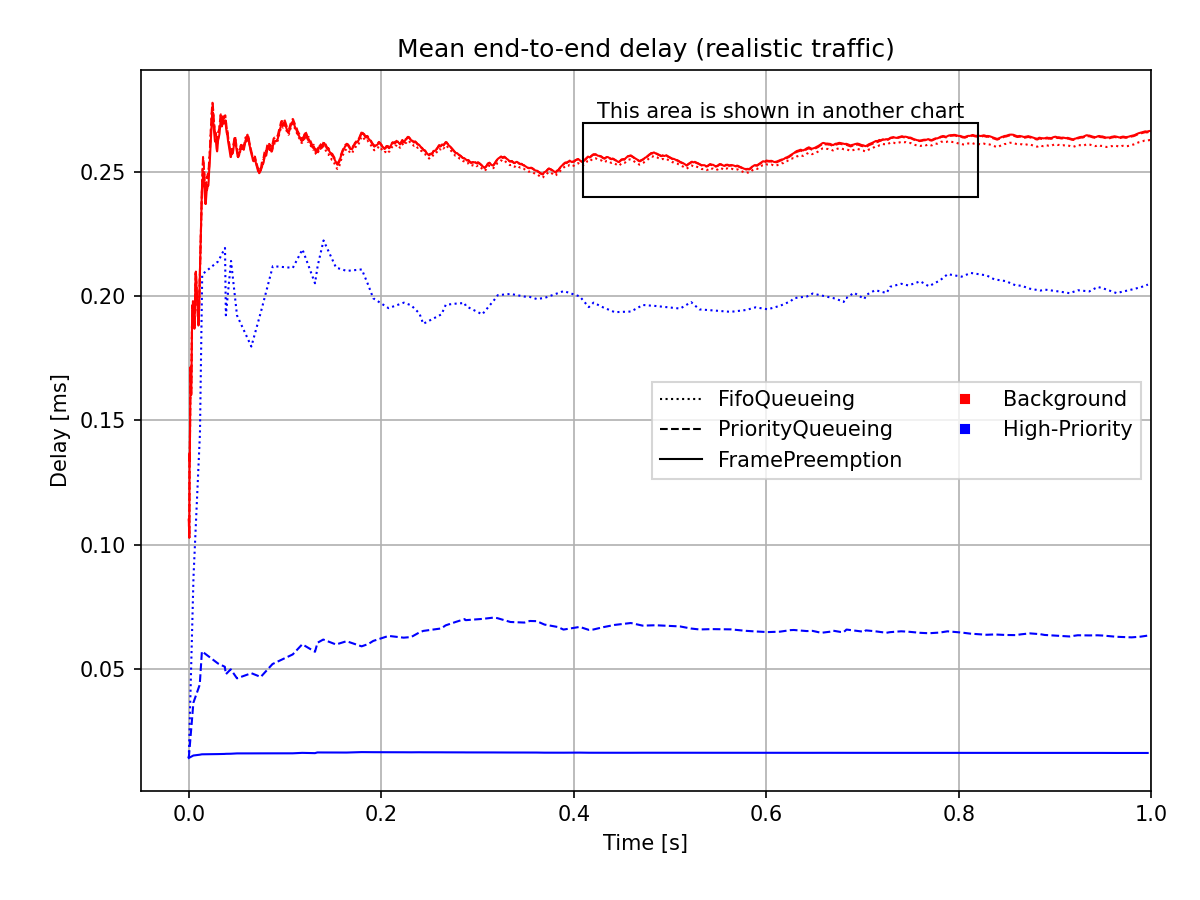 Mean end-to-end delay (realistic traffic)
This area is shown in another chart
0.25
0.20
0.15
0.10
0.05
Delay [ms]
FifoQueueing
PriorityQueueing
FramePreemption
Background
High-Priority
0.0 0.2 0.4 0.6 0.8 1.0
Time [s]